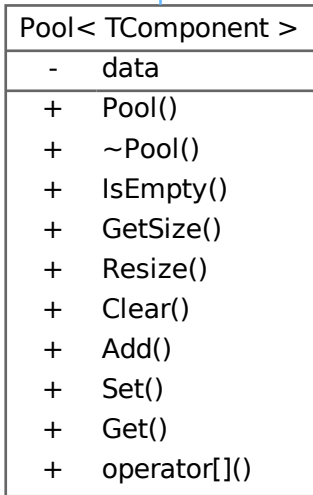 Pool< TComponent >
- data
+ Pool()
+ ~Pool()
+ IsEmpty()
+ GetSize()
+ Resize()
+ Clear()
+ Add()
+ Set()
+ Get()
+ operator[]()